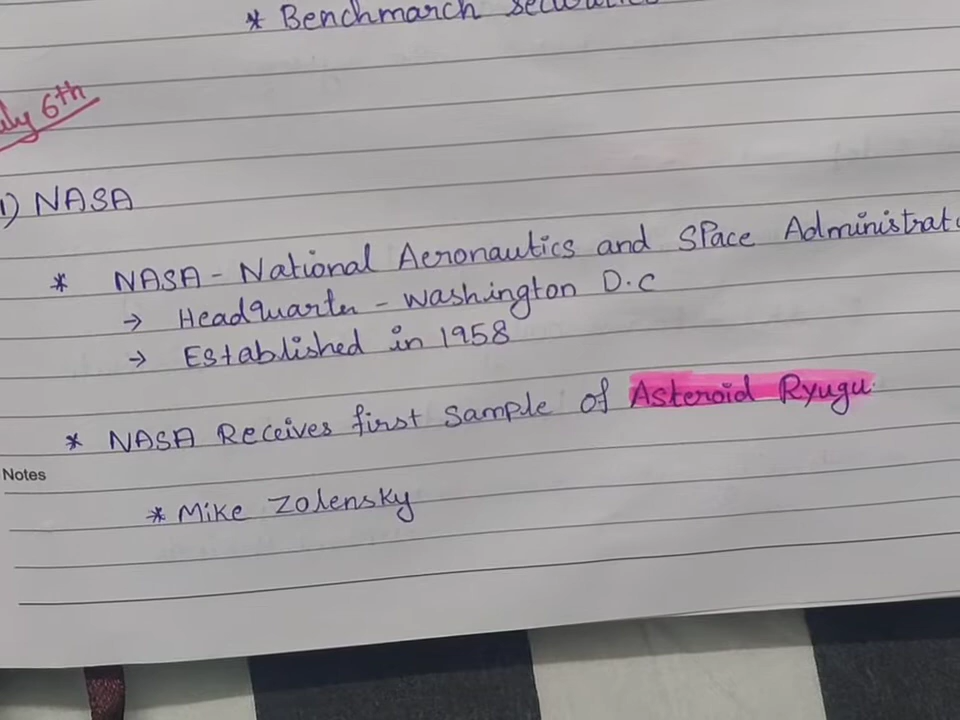 * Benchmarch
6th
1) NASA
* NASA - National Aeronautics and SPace Administrat
→ Headquarter - Washington D.C
→ Established in 1958
* NASA Receives first Sample of Asteroid Ryugu.
Notes
* Mike Zolensky